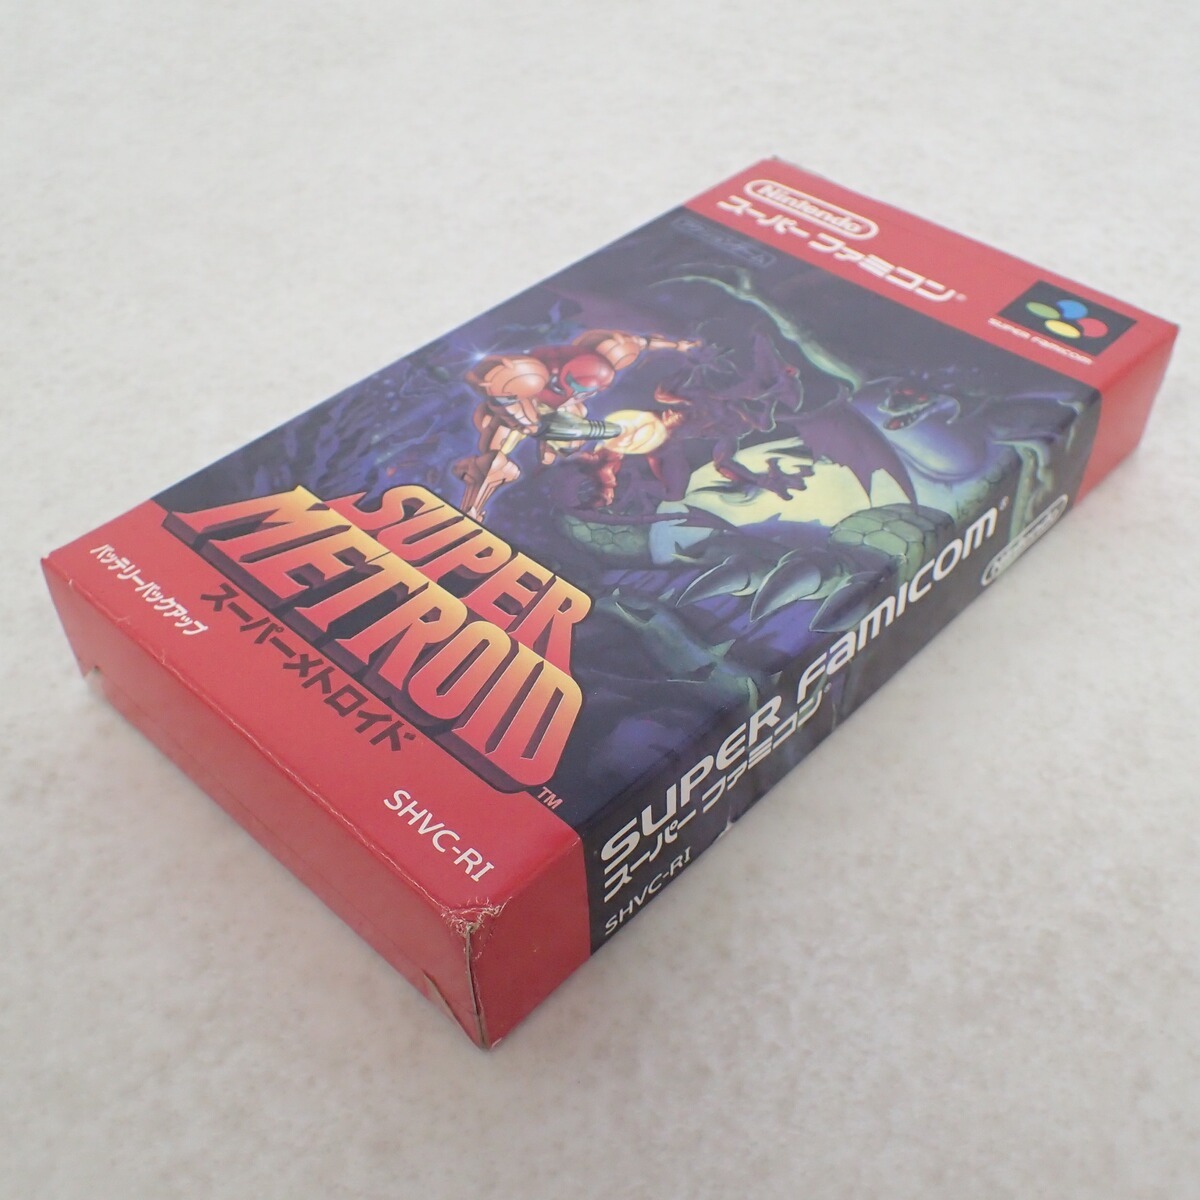 Nintendo
スーパー ファミコン®
SUPER FAMICOM
SUPER
METROID
TM
スーパーメトロイド
バッテリーバックアップ
SHVC-RI
SUPER FAMICOM®
スーパー ファミコン®
SHVC-RI
Nintendo